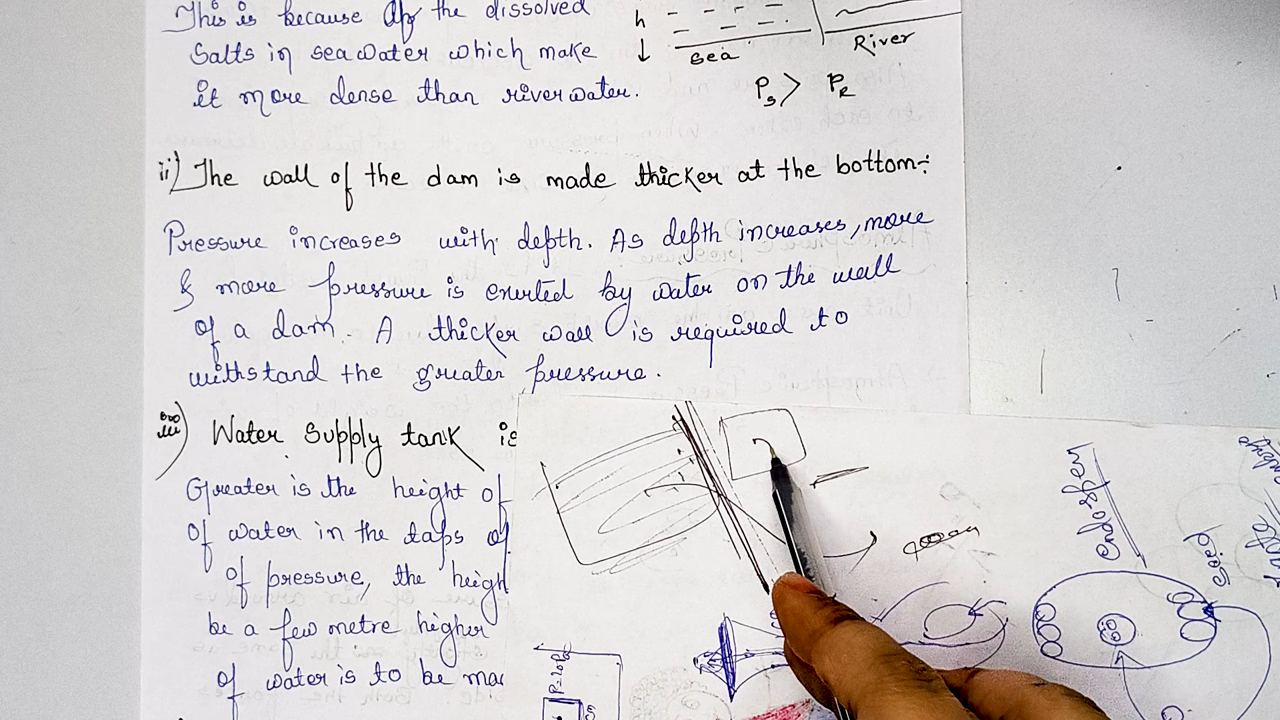 This is because of the dissolved
Salts in seawater which make
it more dense than riverwater.
h
sea
River
Ps > PR
ii) The wall of the dam is made thicker at the bottom:
Pressure increases with depth. As depth increases, more
& more pressure is exerted by water on the wall
of a dam. A thicker wall is required to
withstand the greater pressure.
iii) Water Supply tank is
Greater is the height of
of water in the taps of
of pressure, the heigh
be a few metre higher
of water is to be ma
endosper